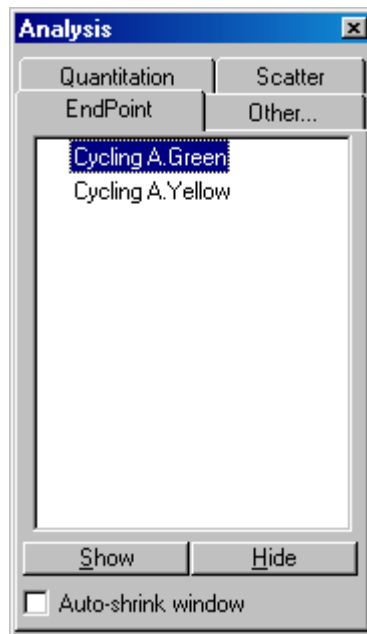 Analysis
Quantitation Scatter
EndPoint Other...
Cycling A.Green
Cycling A.Yellow
Show Hide
Auto-shrink window